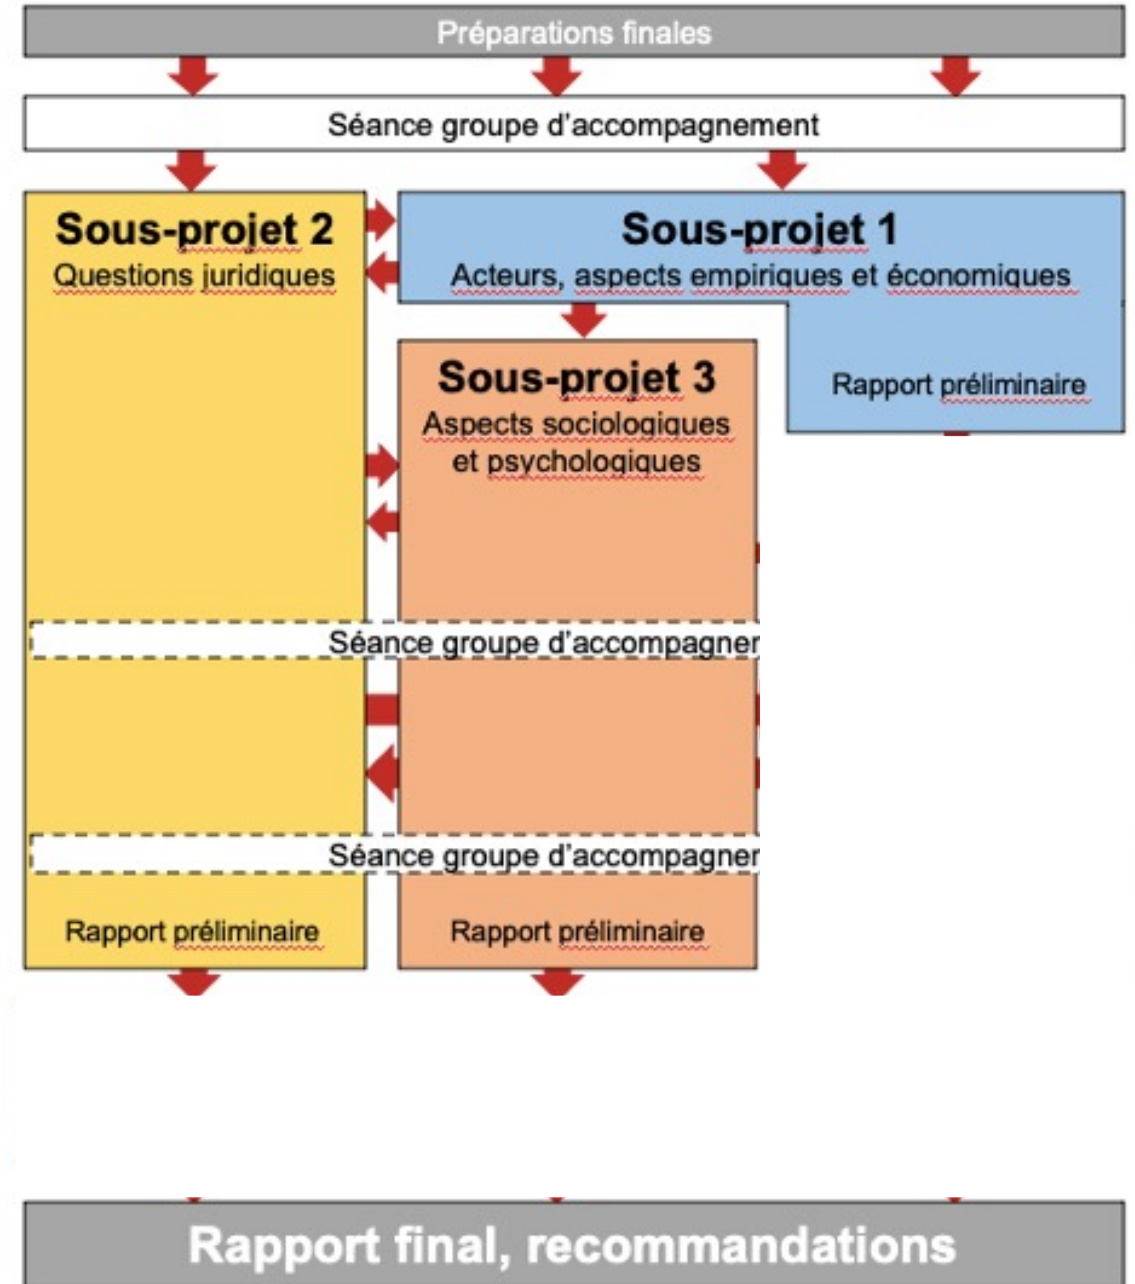 Préparations finales
Séance groupe d'accompagnement
Sous-projet 2
Questions juridiques
Sous-projet 1
Acteurs, aspects empiriques et économiques
Rapport préliminaire
Sous-projet 3
Aspects sociologiques
et psychologiques
Séance groupe d'accompagner
Séance groupe d'accompagner
Rapport préliminaire
Rapport préliminaire
Rapport final, recommandations